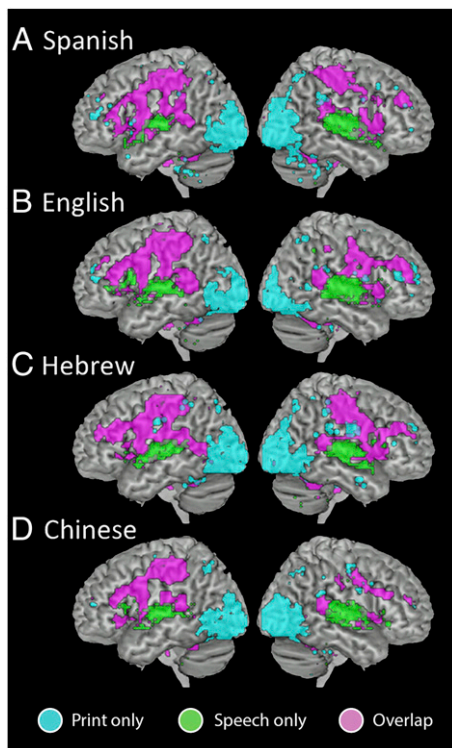 A Spanish
B English
C Hebrew
D Chinese
Print only Speech only Overlap